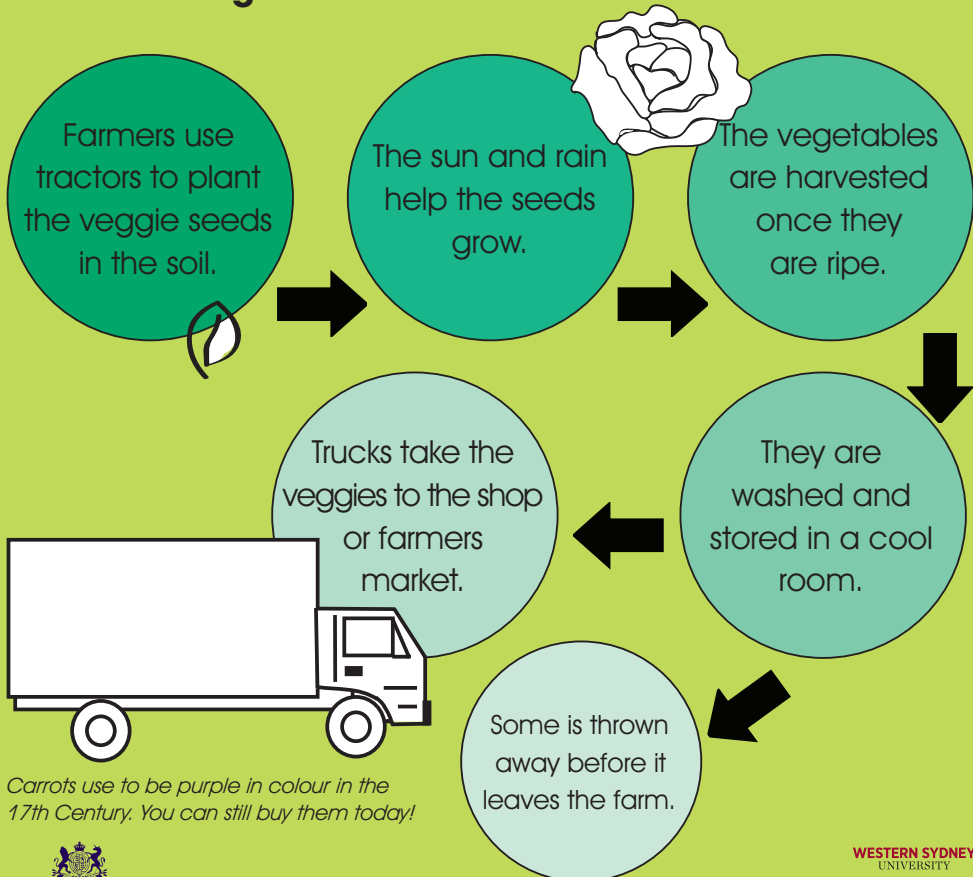 Farmers use
tractors to plant
the veggie seeds
in the soil.
The sun and rain
help the seeds
grow.
The vegetables
are harvested
once they
are ripe.
They are
washed and
stored in a cool
room.
Trucks take the
veggies to the shop
or farmers
market.
Some is thrown
away before it
leaves the farm.
Carrots use to be purple in colour in the
17th Century. You can still buy them today!
WESTERN SYDNEY
UNIVERSITY